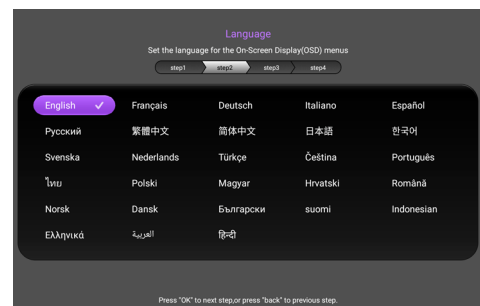 Language
Set the language for the On-Screen Display(OSD) menus
step1 step2 step3 step4
English Français Deutsch Italiano Español
Русский 繁體中文 简体中文 日本語 한국어
Svenska Nederlands Türkçe Čeština Português
ไทย Polski Magyar Hrvatski Română
Norsk Dansk Български suomi Indonesian
Ελληνικά العربية हिन्दी
Press "OK" to next step,or press "back" to previous step.